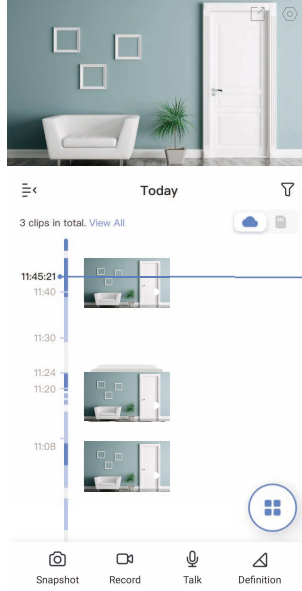 Today
3 clips in total. View All
11:45:21
11:40
11:30
11:24
11:20
11:08
Snapshot Record Talk Definition